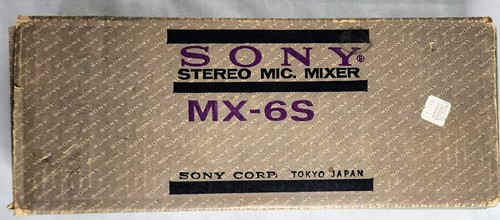 SONY®
STEREO MIC. MIXER
MX-6S
SONY CORP. TOKYO JAPAN